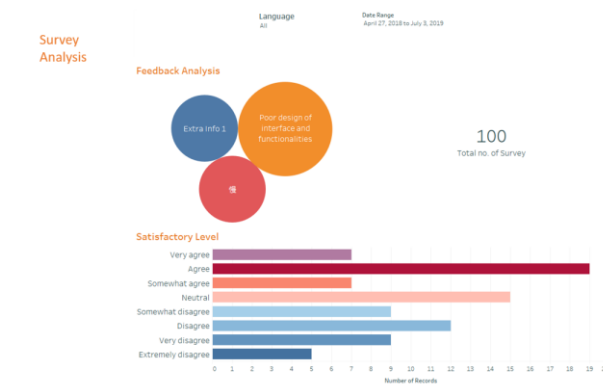 Language
All
Date Range
April 27, 2018 to July 3, 2019
Survey
Analysis
Feedback Analysis
Extra Info 1
Poor design of
interface and
functionalities
慢
100
Total no. of Survey
Satisfactory Level
Very agree
Agree
Somewhat agree
Neutral
Somewhat disagree
Disagree
Very disagree
Extremely disagree
0 1 2 3 4 5 6 7 8 9 10 11 12 13 14 15 16 17 18 19
Number of Records